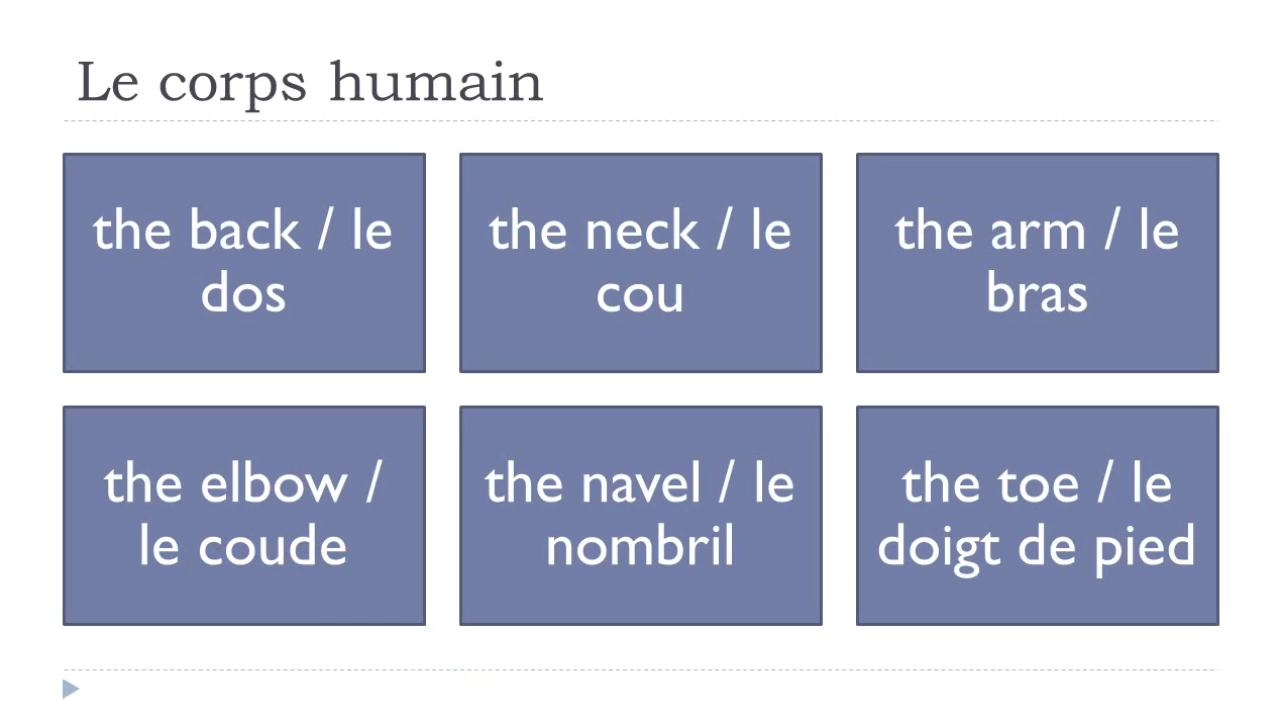 Le corps humain
the back / le
dos
the neck / le
cou
the arm / le
bras
the elbow /
le coude
the navel / le
nombril
the toe / le
doigt de pied